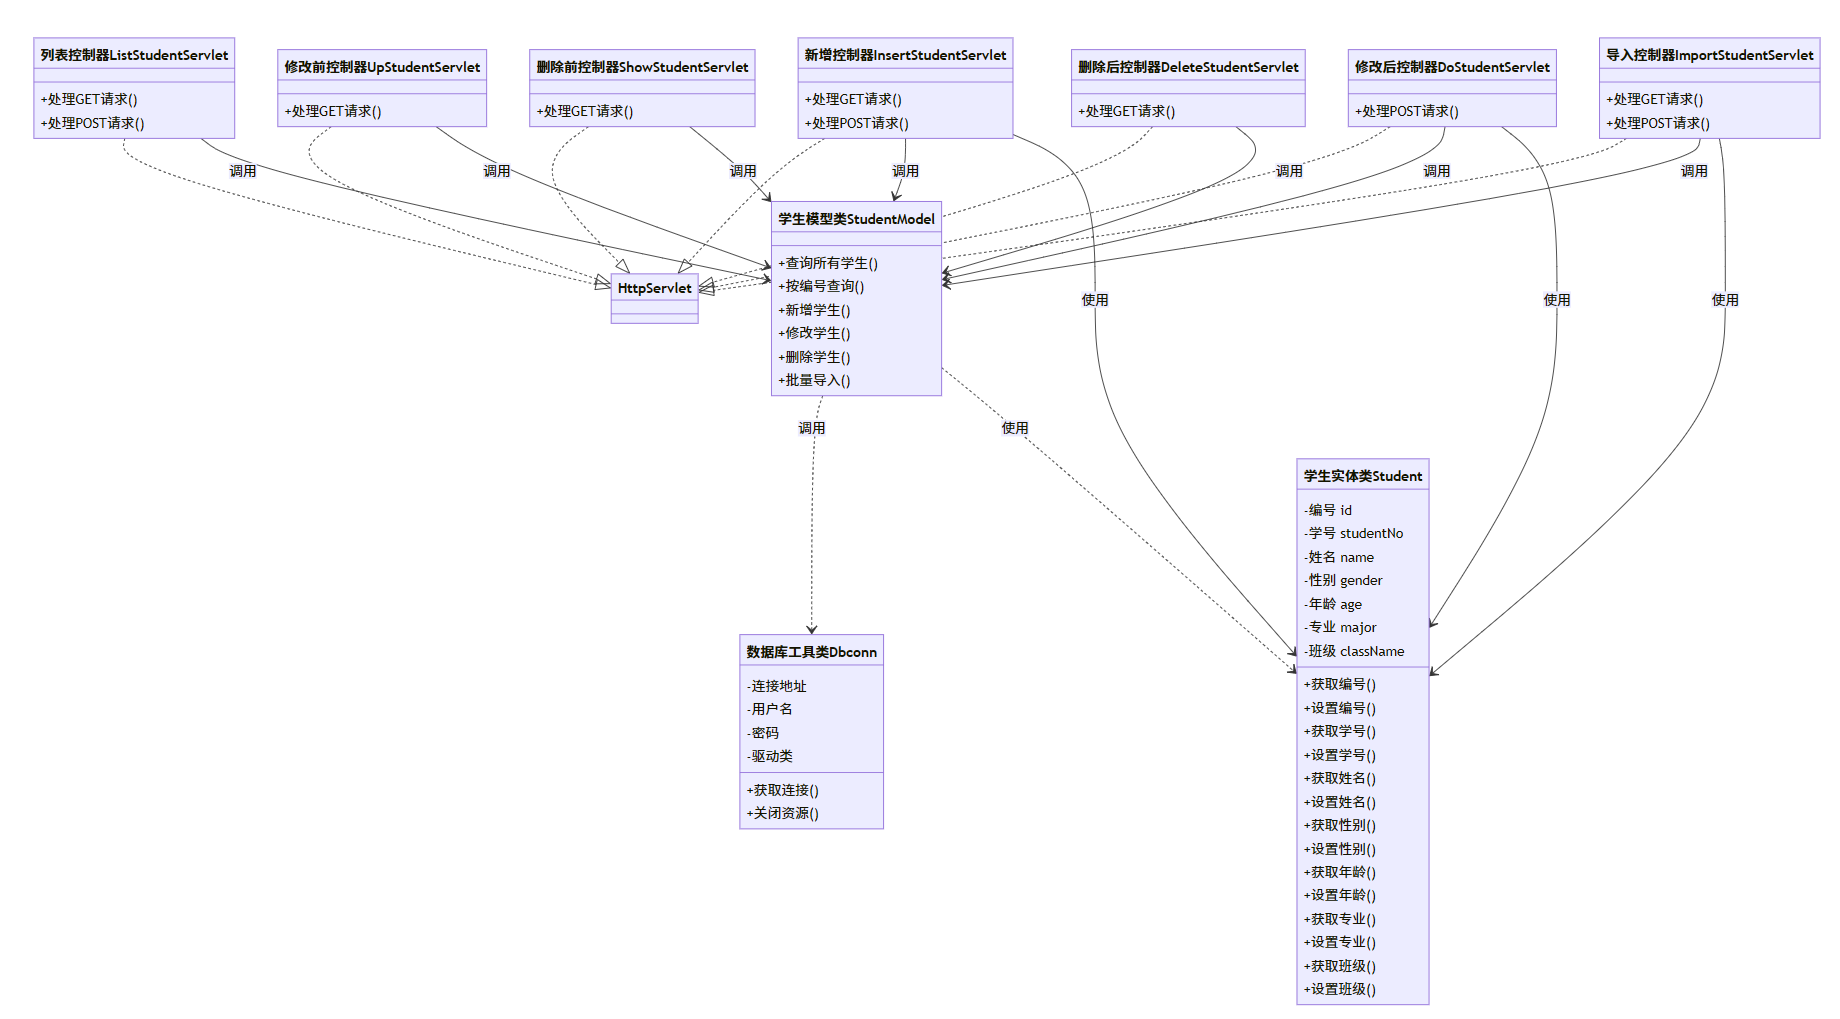 列表控制器ListStudentServlet
+处理GET请求()
+处理POST请求()
修改前控制器UpStudentServlet
+处理GET请求()
删除前控制器ShowStudentServlet
+处理GET请求()
新增控制器InsertStudentServlet
+处理GET请求()
+处理POST请求()
删除后控制器DeleteStudentServlet
+处理GET请求()
修改后控制器DoStudentServlet
+处理POST请求()
导入控制器ImportStudentServlet
+处理GET请求()
+处理POST请求()
调用
调用
调用
调用
调用
调用
调用
学生模型类StudentModel
+查询所有学生()
+按编号查询()
+新增学生()
+修改学生()
+删除学生()
+批量导入()
HttpServlet
使用
使用
使用
调用
使用
学生实体类Student
-编号 id
-学号 studentNo
-姓名 name
-性别 gender
-年龄 age
-专业 major
-班级 className
+获取编号()
+设置编号()
+获取学号()
+设置学号()
+获取姓名()
+设置姓名()
+获取性别()
+设置性别()
+获取年龄()
+设置年龄()
+获取专业()
+设置专业()
+获取班级()
+设置班级()
数据库工具类Dbconn
-连接地址
-用户名
-密码
-驱动类
+获取连接()
+关闭资源()